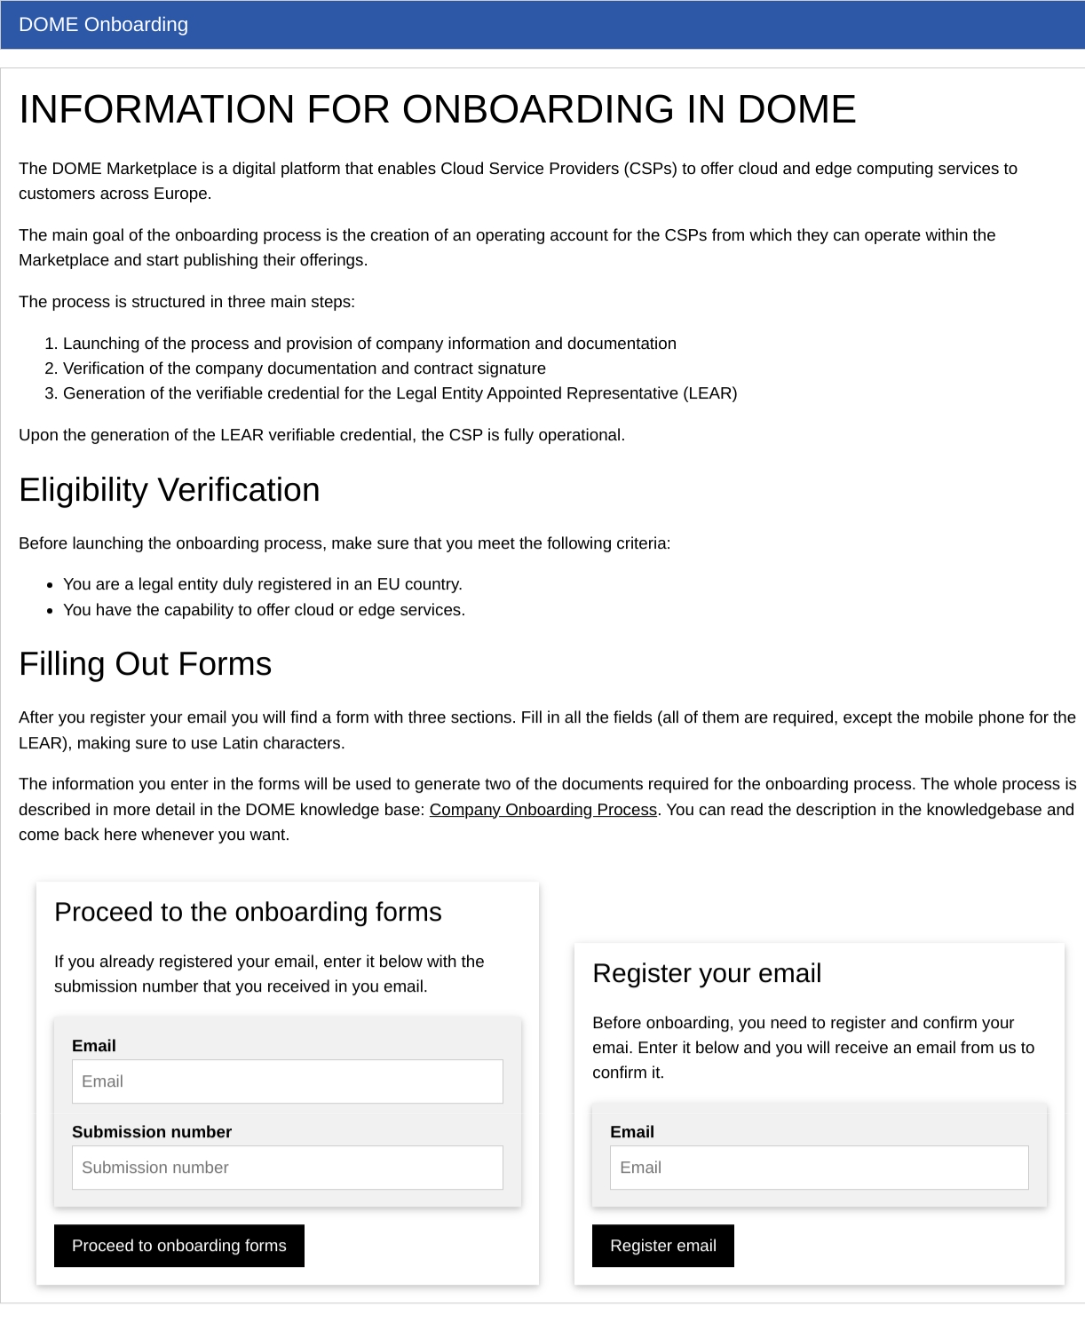 DOME Onboarding
INFORMATION FOR ONBOARDING IN DOME
The DOME Marketplace is a digital platform that enables Cloud Service Providers (CSPs) to offer cloud and edge computing services to
customers across Europe.
The main goal of the onboarding process is the creation of an operating account for the CSPs from which they can operate within the
Marketplace and start publishing their offerings.
The process is structured in three main steps:
1. Launching of the process and provision of company information and documentation
2. Verification of the company documentation and contract signature
3. Generation of the verifiable credential for the Legal Entity Appointed Representative (LEAR)
Upon the generation of the LEAR verifiable credential, the CSP is fully operational.
Eligibility Verification
Before launching the onboarding process, make sure that you meet the following criteria:
• You are a legal entity duly registered in an EU country.
• You have the capability to offer cloud or edge services.
Filling Out Forms
After you register your email you will find a form with three sections. Fill in all the fields (all of them are required, except the mobile phone for the
LEAR), making sure to use Latin characters.
The information you enter in the forms will be used to generate two of the documents required for the onboarding process. The whole process is
described in more detail in the DOME knowledge base: Company Onboarding Process. You can read the description in the knowledgebase and
come back here whenever you want.
Proceed to the onboarding forms
If you already registered your email, enter it below with the
submission number that you received in you email.
Email
Email
Submission number
Submission number
Proceed to onboarding forms
Register your email
Before onboarding, you need to register and confirm your
emai. Enter it below and you will receive an email from us to
confirm it.
Email
Email
Register email